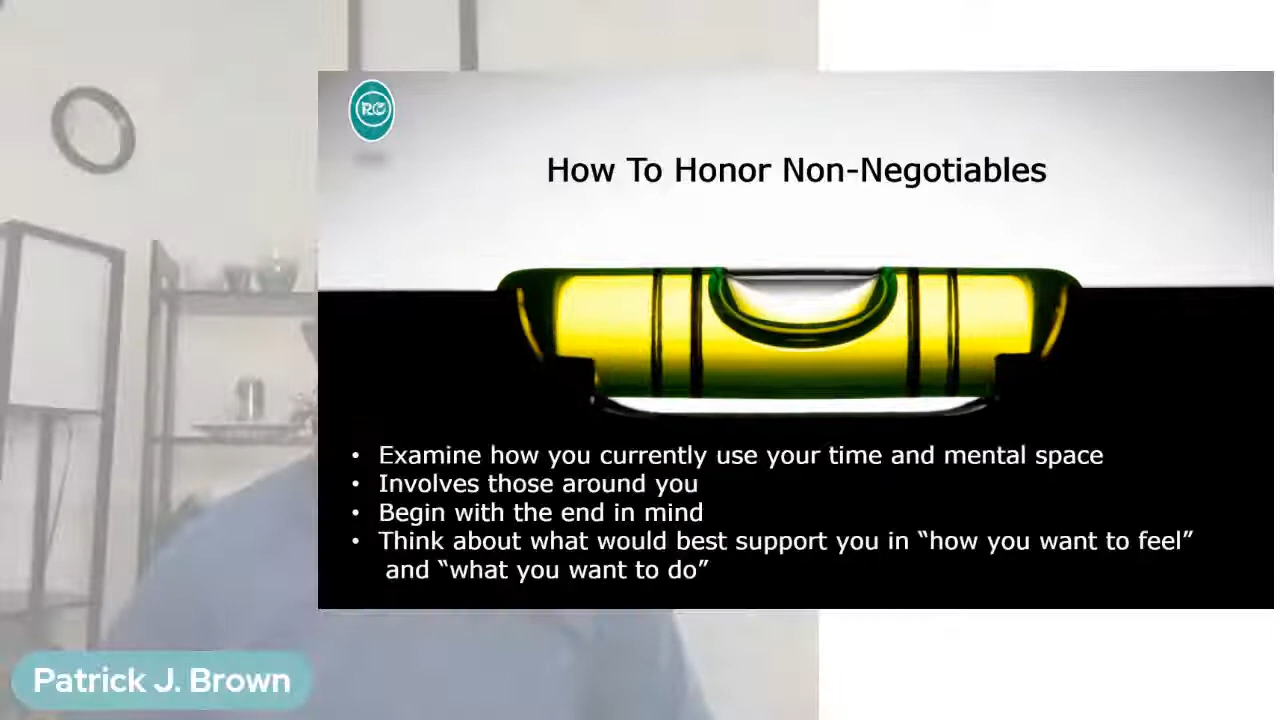 RC
How To Honor Non-Negotiables
• Examine how you currently use your time and mental space
• Involves those around you
• Begin with the end in mind
• Think about what would best support you in “how you want to feel”
and “what you want to do”
Patrick J. Brown